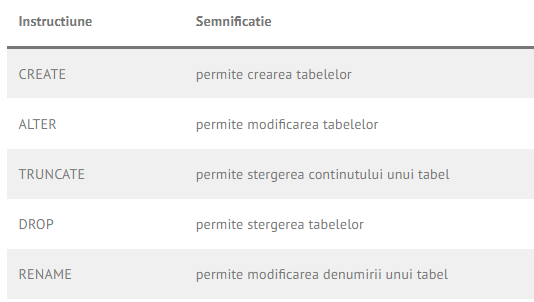 Instructiune Semnificatie
CREATE permite crearea tabelelor
ALTER permite modificarea tabelelor
TRUNCATE permite stergerea continutului unui tabel
DROP permite stergerea tabelelor
RENAME permite modificarea denumirii unui tabel